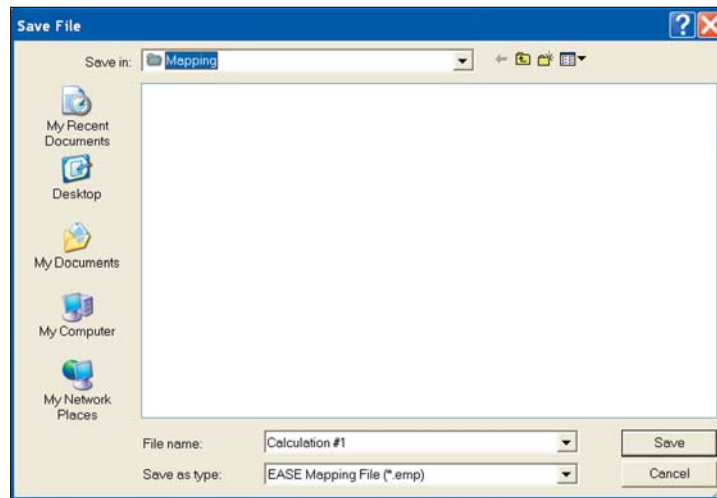 Save File
?
X
Save in: Mapping
My Recent
Documents
Desktop
My Documents
My Computer
My Network
Places
File name: Calculation #1
Save
Save as type: EASE Mapping File (*.emp)
Cancel